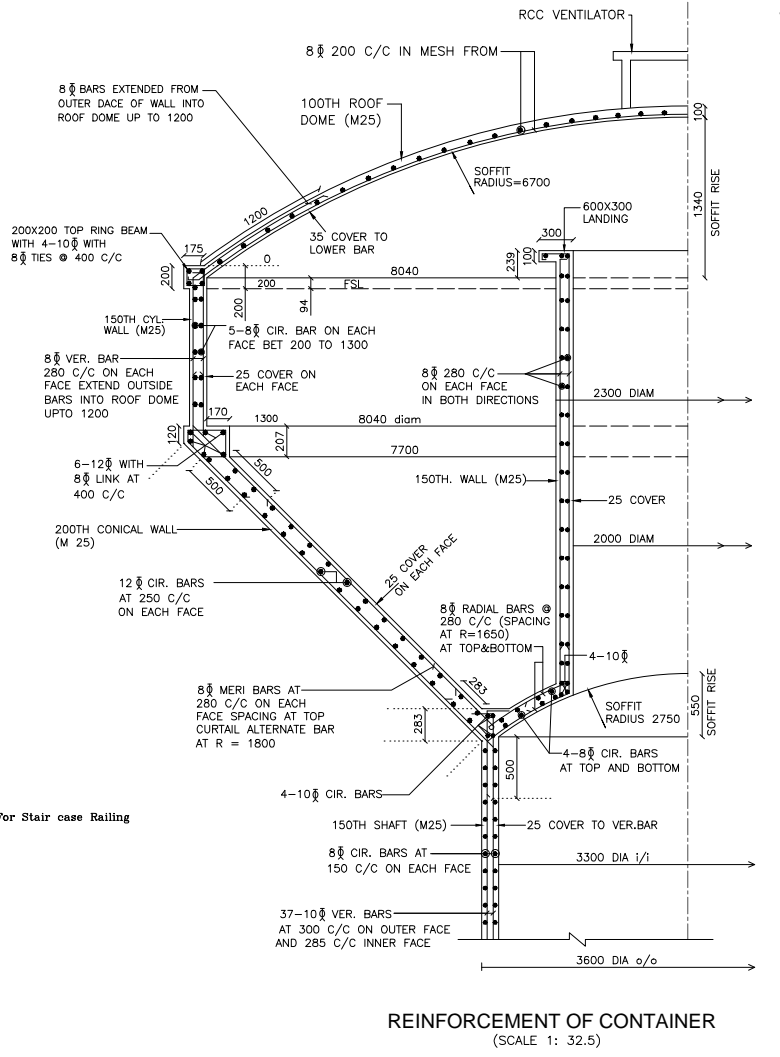 RCC VENTILATOR
8Φ 200 C/C IN MESH FROM
8Φ BARS EXTENDED FROM
OUTER DACE OF WALL INTO
ROOF DOME UP TO 1200
100TH ROOF
DOME (M25)
100
SOFFIT
RADIUS=6700
1340
SOFFIT RISE
1200
600X300
LANDING
200X200 TOP RING BEAM
WITH 4-10Φ WITH
8Φ TIES @ 400 C/C
175
35 COVER TO
LOWER BAR
300
239
100
0
200
8040
200
FSL
200
94
150TH CYL.
WALL (M25)
5-8Φ CIR. BAR ON EACH
FACE BET 200 TO 1300
8Φ VER. BAR
280 C/C ON EACH
FACE EXTEND OUTSIDE
BARS INTO ROOF DOME
UPTO 1200
25 COVER ON
EACH FACE
8Φ 280 C/C
ON EACH FACE
IN BOTH DIRECTIONS
2300 DIAM
170
1300
8040 diam
120
207
7700
6-12Φ WITH
8Φ LINK AT
400 C/C
500
500
150TH. WALL (M25)
25 COVER
200TH CONICAL WALL
(M 25)
2000 DIAM
25 COVER
ON EACH FACE
12Φ CIR. BARS
AT 250 C/C
ON EACH FACE
8Φ RADIAL BARS @
280 C/C (SPACING
AT R=1650)
AT TOP&BOTTOM
4-10Φ
8Φ MERI BARS AT
280 C/C ON EACH
FACE SPACING AT TOP
CURTAIL ALTERNATE BAR
AT R = 1800
283
283
SOFFIT
RADIUS 2750
550
SOFFIT RISE
4-8Φ CIR. BARS
AT TOP AND BOTTOM
500
4-10Φ CIR. BARS
For Stair case Railing
150TH SHAFT (M25)
25 COVER TO VER.BAR
8Φ CIR. BARS AT
150 C/C ON EACH FACE
3300 DIA i/i
37-10Φ VER. BARS
AT 300 C/C ON OUTER FACE
AND 285 C/C INNER FACE
3600 DIA o/o
REINFORCEMENT OF CONTAINER
(SCALE 1: 32.5)